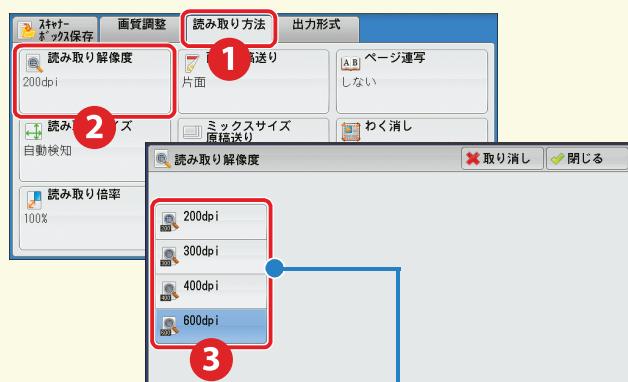 スキャナー
ボックス保存
画質調整
読み取り方法
出力形式
1
読み取り解像度
200dpi
2
稿送り
片面
ページ連写
しない
読み
イズ
自動検知
ミックスサイズ
原稿送り
わく消し
読み取り倍率
100%
読み取り解像度
取り消し
閉じる
200dpi
300dpi
400dpi
600dpi
3